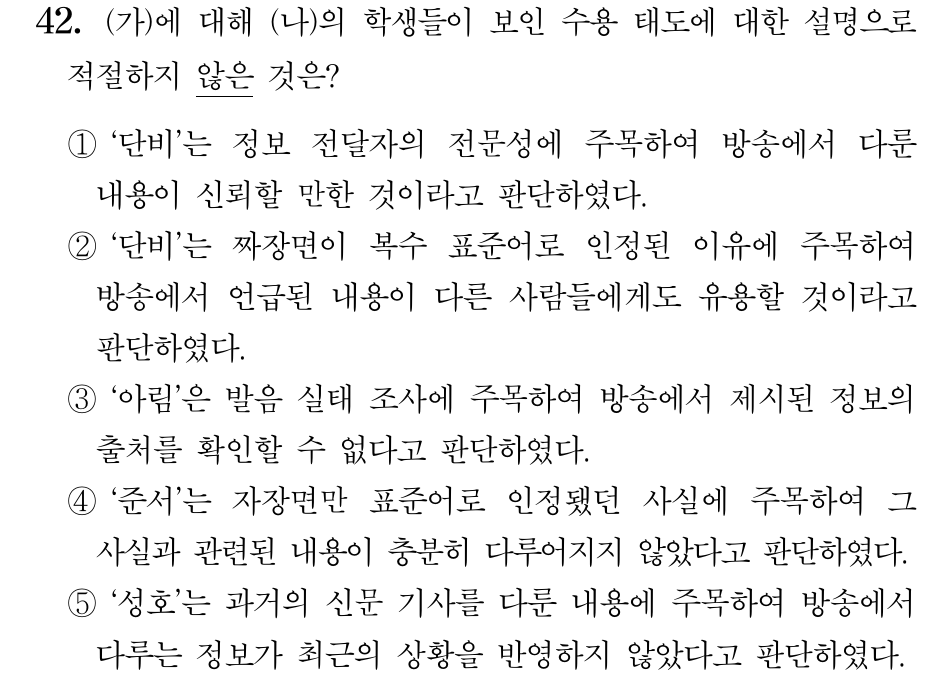 42. (가)에 대해 (나)의 학생들이 보인 수용 태도에 대한 설명으로
적절하지 않은 것은?
① ‘단비’는 정보 전달자의 전문성에 주목하여 방송에서 다룬
내용이 신뢰할 만한 것이라고 판단하였다.
② ‘단비’는 짜장면이 복수 표준어로 인정된 이유에 주목하여
방송에서 언급된 내용이 다른 사람들에게도 유용할 것이라고
판단하였다.
③ ‘아림’은 발음 실태 조사에 주목하여 방송에서 제시된 정보의
출처를 확인할 수 없다고 판단하였다.
④ ‘준서’는 자장면만 표준어로 인정됐던 사실에 주목하여 그
사실과 관련된 내용이 충분히 다루어지지 않았다고 판단하였다.
⑤ ‘성호’는 과거의 신문 기사를 다룬 내용에 주목하여 방송에서
다루는 정보가 최근의 상황을 반영하지 않았다고 판단하였다.